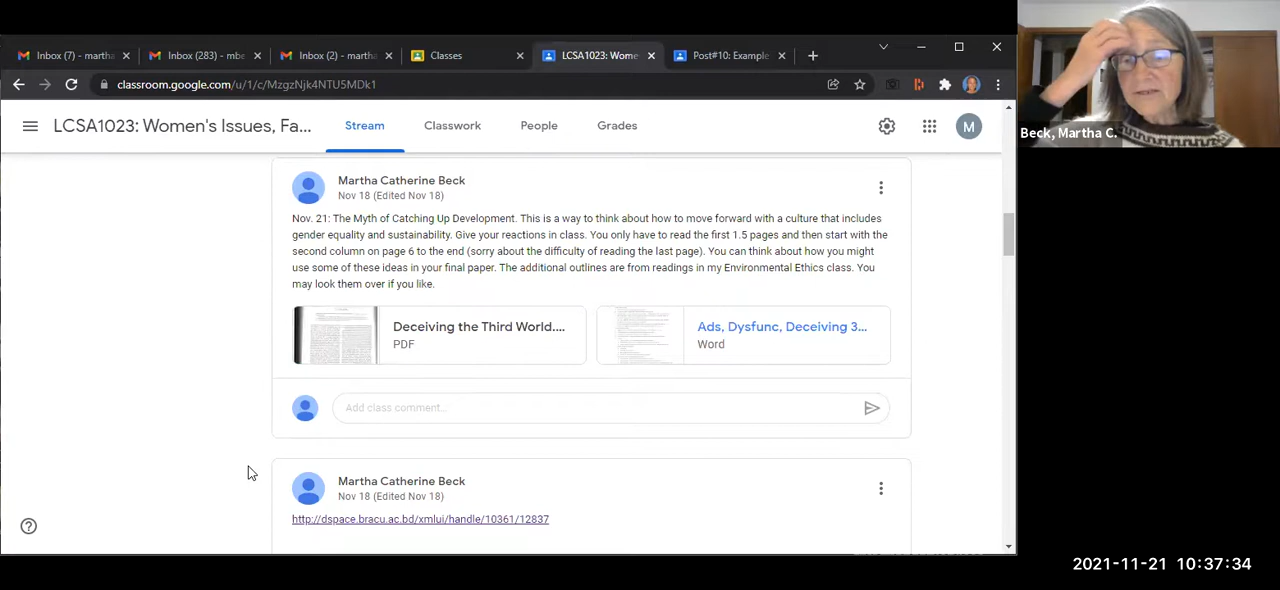 Inbox (7) - martha
Inbox (283) - mbe
Inbox (2) - martha
Classes
LCSA1023: Wome
Post#10: Example
classroom.google.com/u/1/c/MzgzNjk4NTU5MDk1
LCSA1023: Women's Issues, Fa...
Stream
Classwork
People
Grades
M
Beck, Martha C.
Martha Catherine Beck
Nov 18 (Edited Nov 18)
Nov. 21: The Myth of Catching Up Development. This is a way to think about how to move forward with a culture that includes
gender equality and sustainability. Give your reactions in class. You only have to read the first 1.5 pages and then start with the
second column on page 6 to the end (sorry about the difficulty of reading the last page). You can think about how you might
use some of these ideas in your final paper. The additional outlines are from readings in my Environmental Ethics class. You
may look them over if you like.
Deceiving the Third World....
PDF
Ads, Dysfunc, Deceiving 3...
Word
Add class comment...
Martha Catherine Beck
Nov 18 (Edited Nov 18)
http://dspace.bracu.ac.bd/xmlui/handle/10361/12837
2021-11-21 10:37:34